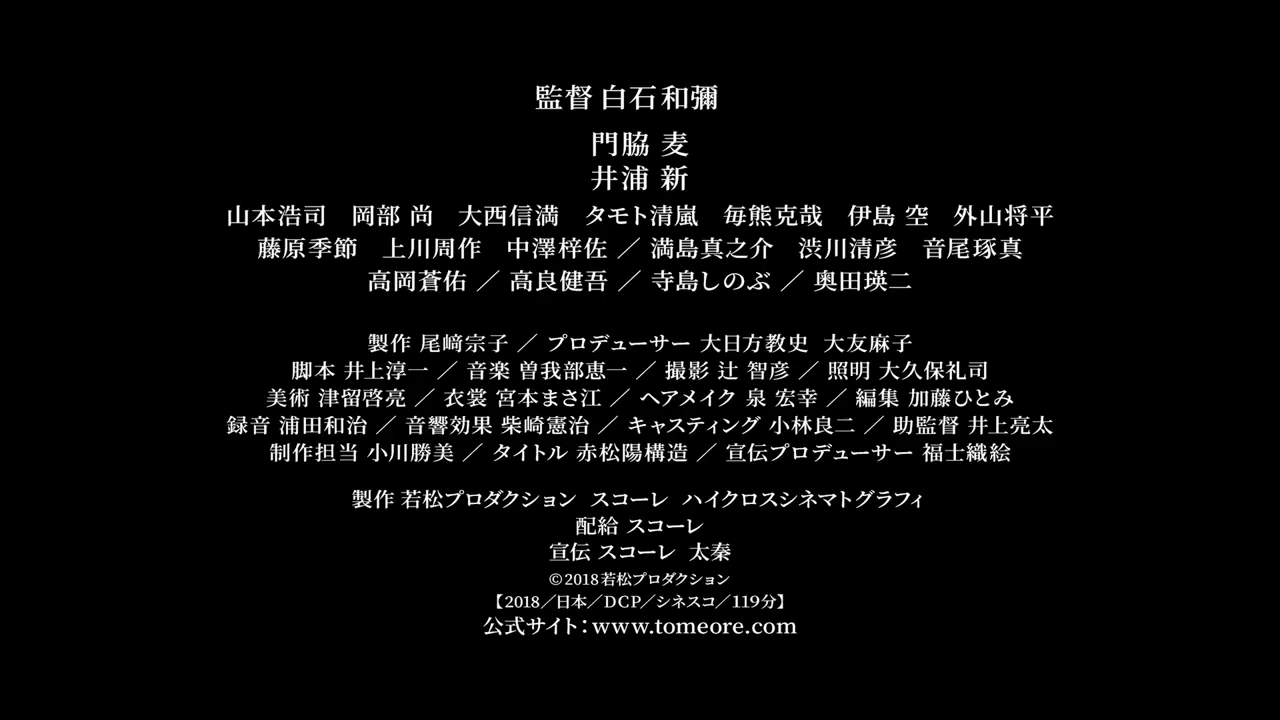 監督 白石和彌
門脇 麦
井浦 新
山本浩司　岡部 尚　大西信満　タモト清嵐　毎熊克哉　伊島 空　外山将平
藤原季節　上川周作　中澤梓佐 ／ 満島真之介　渋川清彦　音尾琢真
高岡蒼佑 ／ 高良健吾 ／ 寺島しのぶ ／ 奥田瑛二
製作 尾﨑宗子 ／ プロデューサー 大日方教史　大友麻子
脚本 井上淳一 ／ 音楽 曽我部恵一 ／ 撮影 辻 智彦 ／ 照明 大久保礼司
美術 津留啓亮 ／ 衣裳 宮本まさ江 ／ ヘアメイク 泉 宏幸 ／ 編集 加藤ひとみ
録音 浦田和治 ／ 音響効果 柴崎憲治 ／ キャスティング 小林良二 ／ 助監督 井上亮太
制作担当 小川勝美 ／ タイトル 赤松陽構造 ／ 宣伝プロデューサー 福士織絵
製作 若松プロダクション　スコーレ　ハイクロスシネマトグラフィ
配給 スコーレ
宣伝 スコーレ　太秦
©2018若松プロダクション
【2018／日本／DCP／シネスコ／119分】
公式サイト：www.tomeore.com